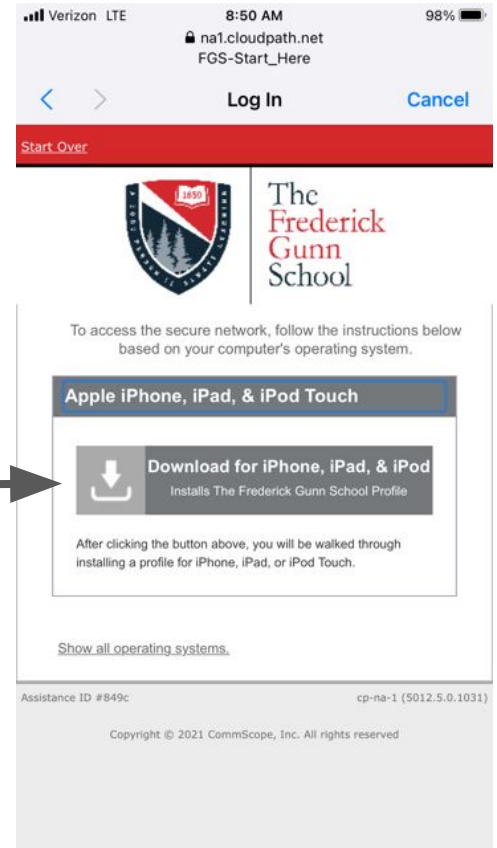 Verizon LTE 8:50 AM 98%
na1.cloudpath.net
FGS-Start_Here
Log In Cancel
Start Over
1850
The
Frederick
Gunn
School
To access the secure network, follow the instructions below
based on your computer's operating system.
Apple iPhone, iPad, & iPod Touch
Download for iPhone, iPad, & iPod
Installs The Frederick Gunn School Profile
After clicking the button above, you will be walked through
installing a profile for iPhone, iPad, or iPod Touch.
Show all operating systems.
Assistance ID #849c cp-na-1 (5012.5.0.1031)
Copyright © 2021 CommScope, Inc. All rights reserved